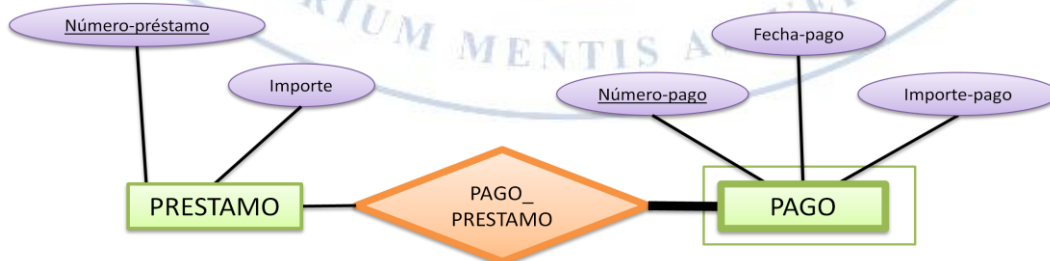 Número-préstamo
Importe
Fecha-pago
Número-pago
Importe-pago
PRESTAMO
PAGO_
PRESTAMO
PAGO
RIUM MENTIS A